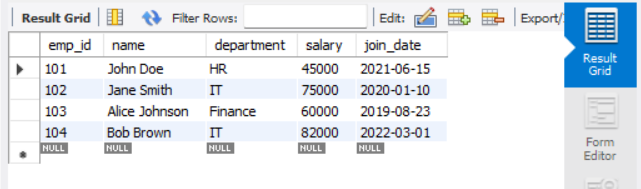 Result Grid Filter Rows: Edit: Export/
emp_id name department salary join_date
101 John Doe HR 45000 2021-06-15
102 Jane Smith IT 75000 2020-01-10
103 Alice Johnson Finance 60000 2019-08-23
104 Bob Brown IT 82000 2022-03-01
NULL NULL NULL NULL NULL
Result
Grid
Form
Editor